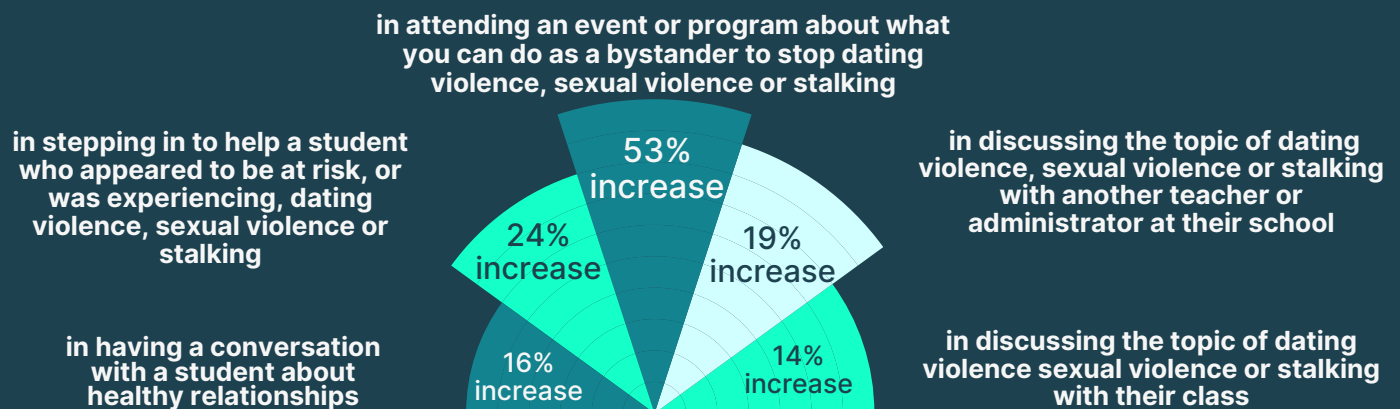 in attending an event or program about what
you can do as a bystander to stop dating
violence, sexual violence or stalking
in stepping in to help a student
who appeared to be at risk, or
was experiencing, dating
violence, sexual violence or
stalking
53%
increase
in discussing the topic of dating
violence, sexual violence or stalking
with another teacher or
administrator at their school
24%
increase
19%
increase
in having a conversation
with a student about
healthy relationships
16%
increase
14%
increase
in discussing the topic of dating
violence sexual violence or stalking
with their class